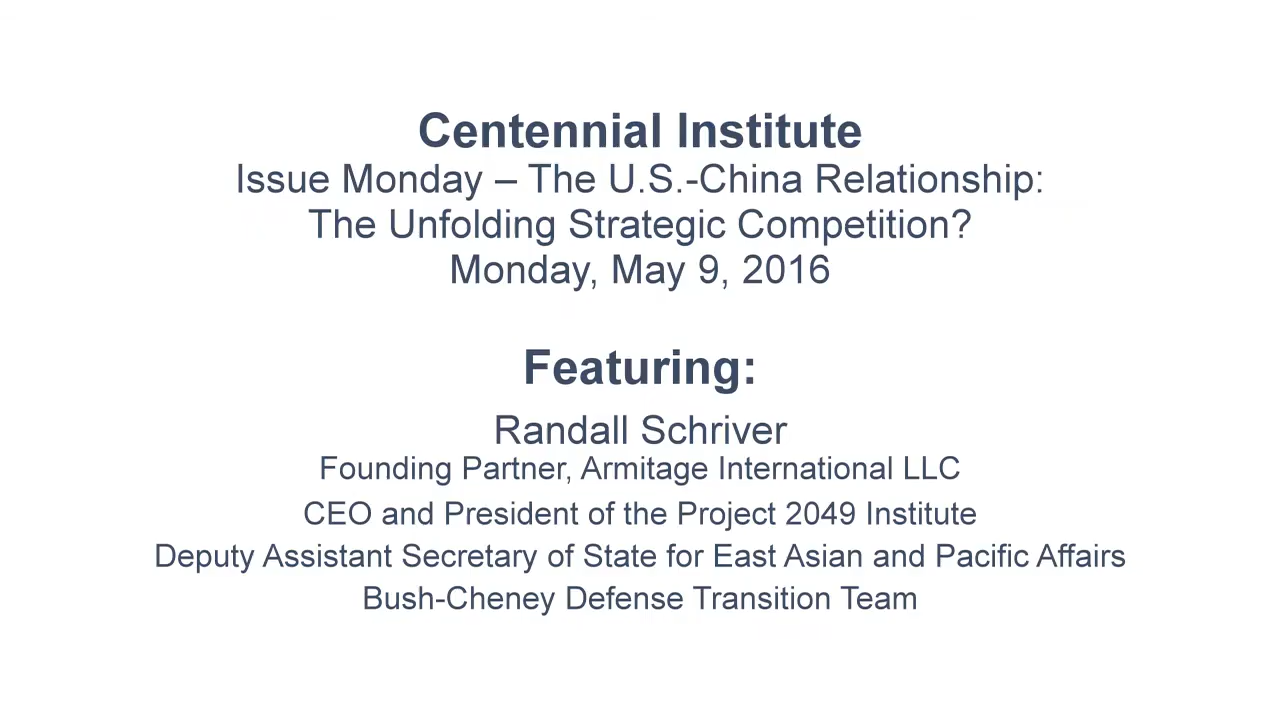 Centennial Institute
Issue Monday – The U.S.-China Relationship:
The Unfolding Strategic Competition?
Monday, May 9, 2016
Featuring:
Randall Schriver
Founding Partner, Armitage International LLC
CEO and President of the Project 2049 Institute
Deputy Assistant Secretary of State for East Asian and Pacific Affairs
Bush-Cheney Defense Transition Team